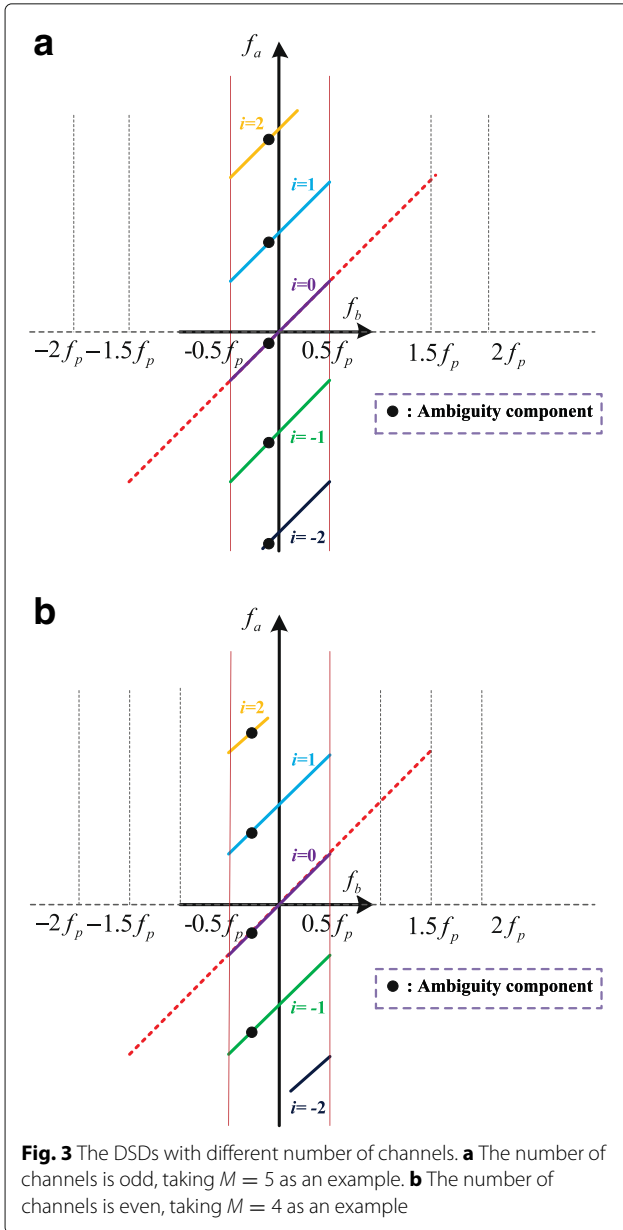 a
f_a
i=2
i=1
i=0
f_b
−2f_p −1.5f_p -0.5f_p 0.5f_p 1.5f_p 2f_p
● : Ambiguity component
i= -1
i= -2
b
f_a
i=2
i=1
i=0
f_b
−2f_p −1.5f_p -0.5f_p 0.5f_p 1.5f_p 2f_p
● : Ambiguity component
i= -1
i= -2
Fig. 3 The DSDs with different number of channels. a The number of
channels is odd, taking M = 5 as an example. b The number of
channels is even, taking M = 4 as an example